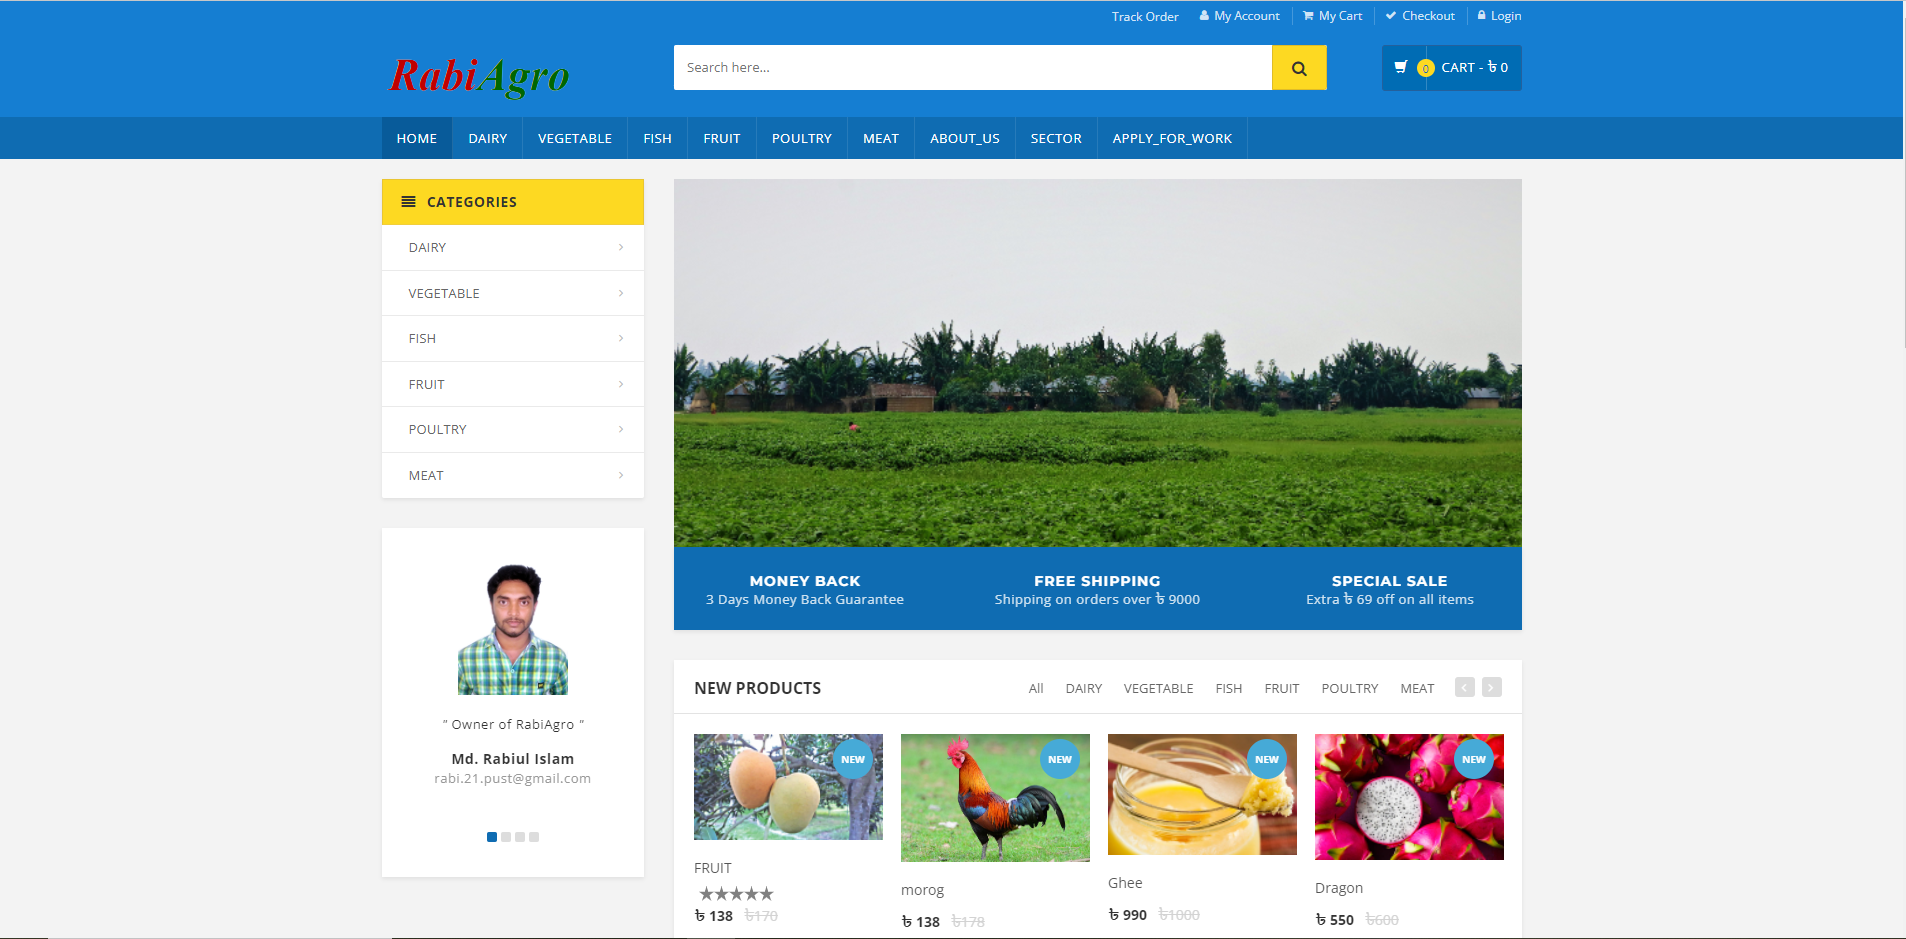 Track Order My Account My Cart Checkout Login
RabiAgro
Search here...
0 CART - ৳ 0
HOME DAIRY VEGETABLE FISH FRUIT POULTRY MEAT ABOUT_US SECTOR APPLY_FOR_WORK
CATEGORIES
DAIRY
VEGETABLE
FISH
FRUIT
POULTRY
MEAT
" Owner of RabiAgro "
Md. Rabiul Islam
rabi.21.pust@gmail.com
MONEY BACK
3 Days Money Back Guarantee
FREE SHIPPING
Shipping on orders over ৳ 9000
SPECIAL SALE
Extra ৳ 69 off on all items
NEW PRODUCTS
All DAIRY VEGETABLE FISH FRUIT POULTRY MEAT
NEW
FRUIT
৳ 138 ৳170
NEW
morog
৳ 138 ৳178
NEW
Ghee
৳ 990 ৳1000
NEW
Dragon
৳ 550 ৳600